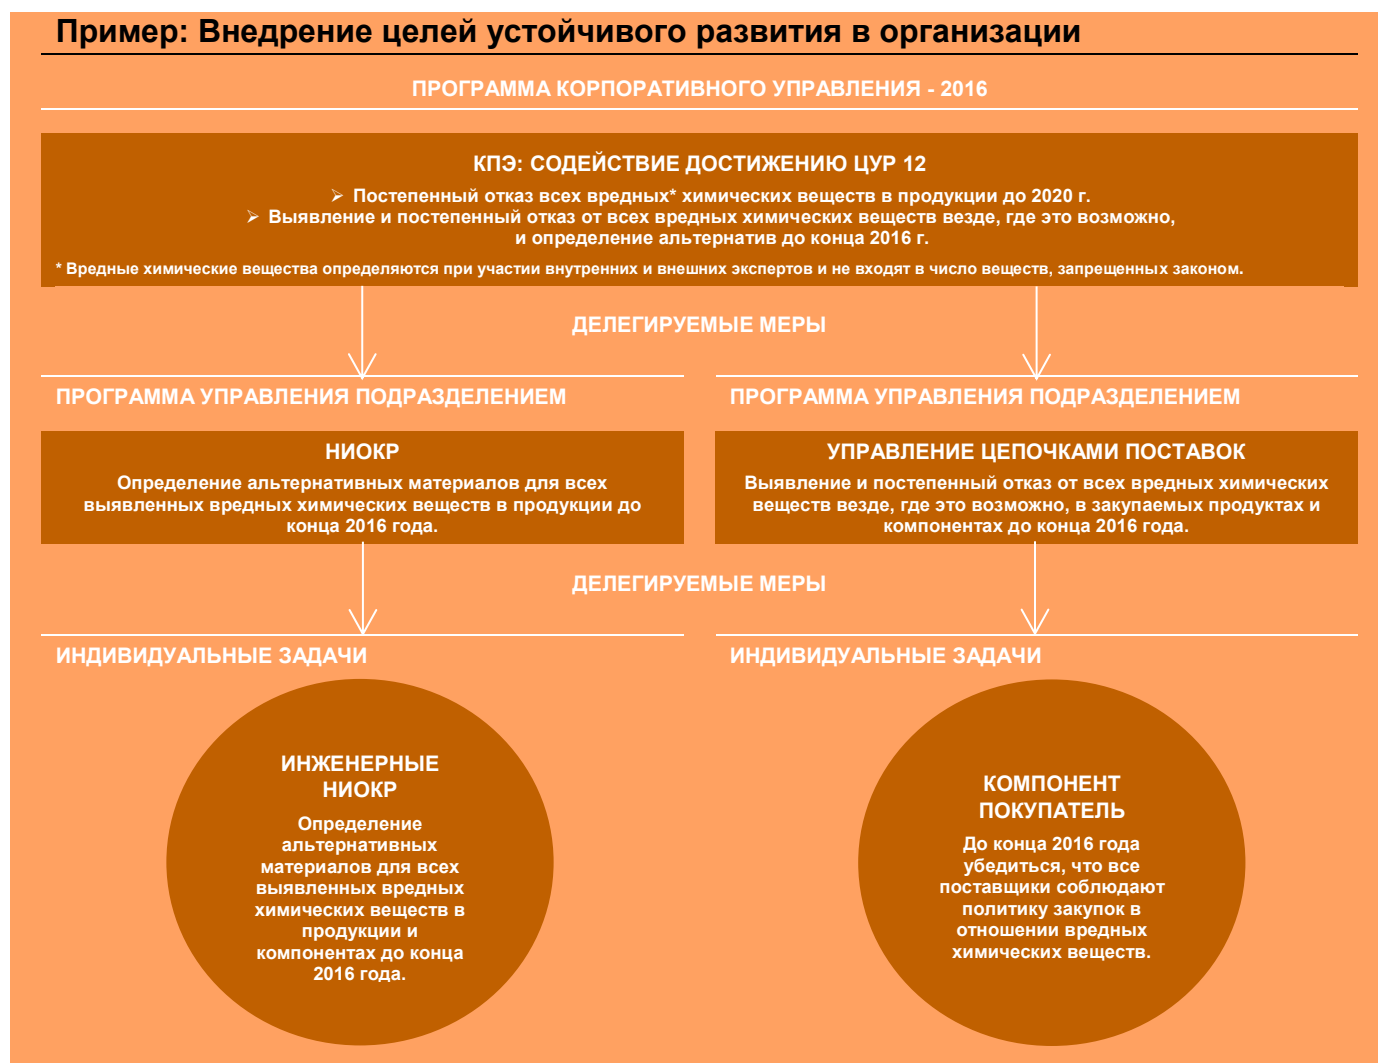 Пример: Внедрение целей устойчивого развития в организации
ПРОГРАММА КОРПОРАТИВНОГО УПРАВЛЕНИЯ - 2016
КПЭ: СОДЕЙСТВИЕ ДОСТИЖЕНИЮ ЦУР 12
➢ Постепенный отказ всех вредных* химических веществ в продукции до 2020 г.
➢ Выявление и постепенный отказ от всех вредных химических веществ везде, где это возможно,
и определение альтернатив до конца 2016 г.
* Вредные химические вещества определяются при участии внутренних и внешних экспертов и не входят в число веществ, запрещенных законом.
ДЕЛЕГИРУЕМЫЕ МЕРЫ
ПРОГРАММА УПРАВЛЕНИЯ ПОДРАЗДЕЛЕНИЕМ
НИОКР
Определение альтернативных материалов для всех
выявленных вредных химических веществ в продукции до
конца 2016 года.
ПРОГРАММА УПРАВЛЕНИЯ ПОДРАЗДЕЛЕНИЕМ
УПРАВЛЕНИЕ ЦЕПОЧКАМИ ПОСТАВОК
Выявление и постепенный отказ от всех вредных химических
веществ везде, где это возможно, в закупаемых продуктах и
компонентах до конца 2016 года.
ДЕЛЕГИРУЕМЫЕ МЕРЫ
ИНДИВИДУАЛЬНЫЕ ЗАДАЧИ
ИНЖЕНЕРНЫЕ
НИОКР
Определение
альтернативных
материалов для всех
выявленных вредных
химических веществ в
продукции и
компонентах до конца
2016 года.
ИНДИВИДУАЛЬНЫЕ ЗАДАЧИ
КОМПОНЕНТ
ПОКУПАТЕЛЬ
До конца 2016 года
убедиться, что все
поставщики соблюдают
политику закупок в
отношении вредных
химических веществ.